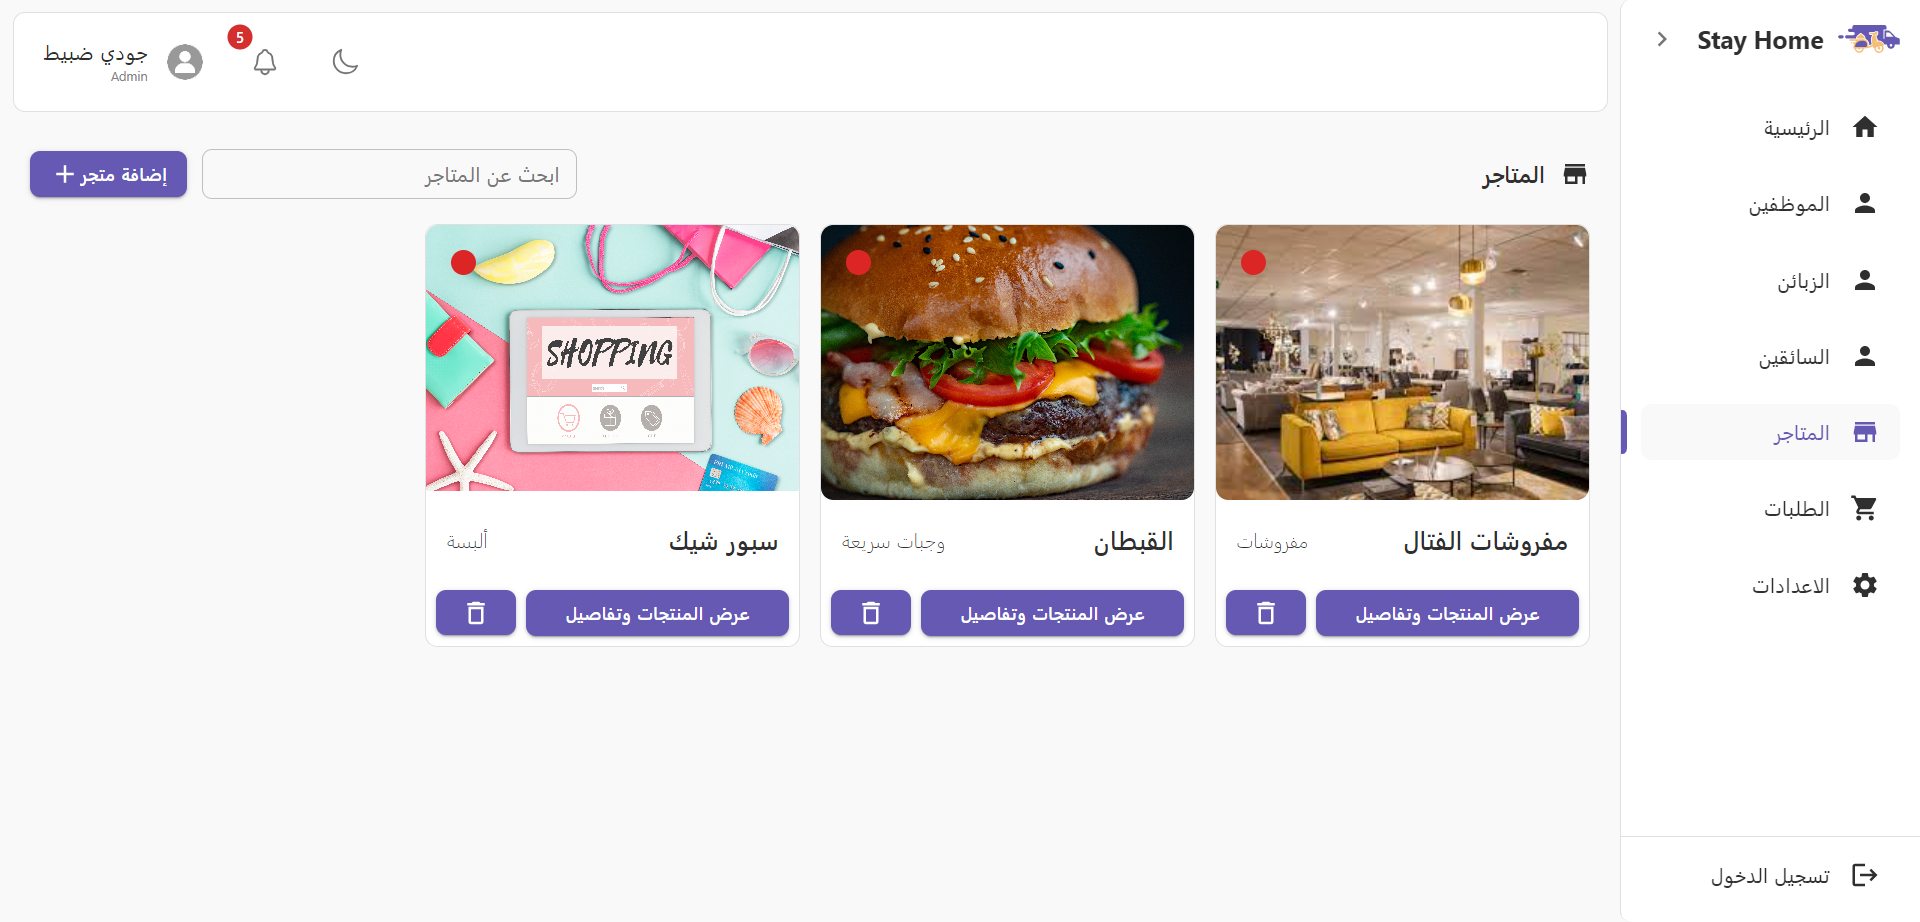 Stay Home
الرئيسية
الموظفين
الزبائن
السائقين
المتاجر
الطلبات
الاعدادات
تسجيل الدخول
5
جودي ضبيط
Admin
المتاجر
ابحث عن المتاجر
إضافة متجر +
مفروشات الفتال
مفروشات
عرض المنتجات وتفاصيل
القبطان
وجبات سريعة
عرض المنتجات وتفاصيل
SHOPPING
سبور شيك
ألبسة
عرض المنتجات وتفاصيل